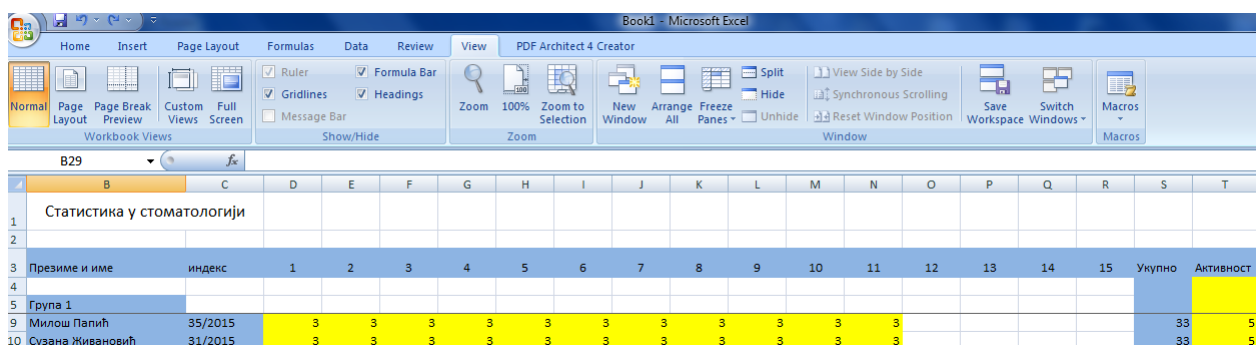 Book1 - Microsoft Excel
Home Insert Page Layout Formulas Data Review View PDF Architect 4 Creator
Normal Page Layout Page Break Preview Custom Views Full Screen
Workbook Views
Ruler Formula Bar
Gridlines Headings
Message Bar
Show/Hide
Zoom 100% Zoom to Selection
Zoom
New Window Arrange All Freeze Panes
Split
Hide
Unhide
View Side by Side
Synchronous Scrolling
Reset Window Position
Save Workspace Switch Windows
Window
Macros
Macros
B29 fx
B C D E F G H I J K L M N O P Q R S T
1 Статистика у стоматологији
2
3 Презиме и име индекс 1 2 3 4 5 6 7 8 9 10 11 12 13 14 15 Укупно Активност
4
5 Група 1
9 Милош Папић 35/2015 3 3 3 3 3 3 3 3 3 3 3 33 5
10 Сузана Живановић 31/2015 3 3 3 3 3 3 3 3 3 3 3 33 5